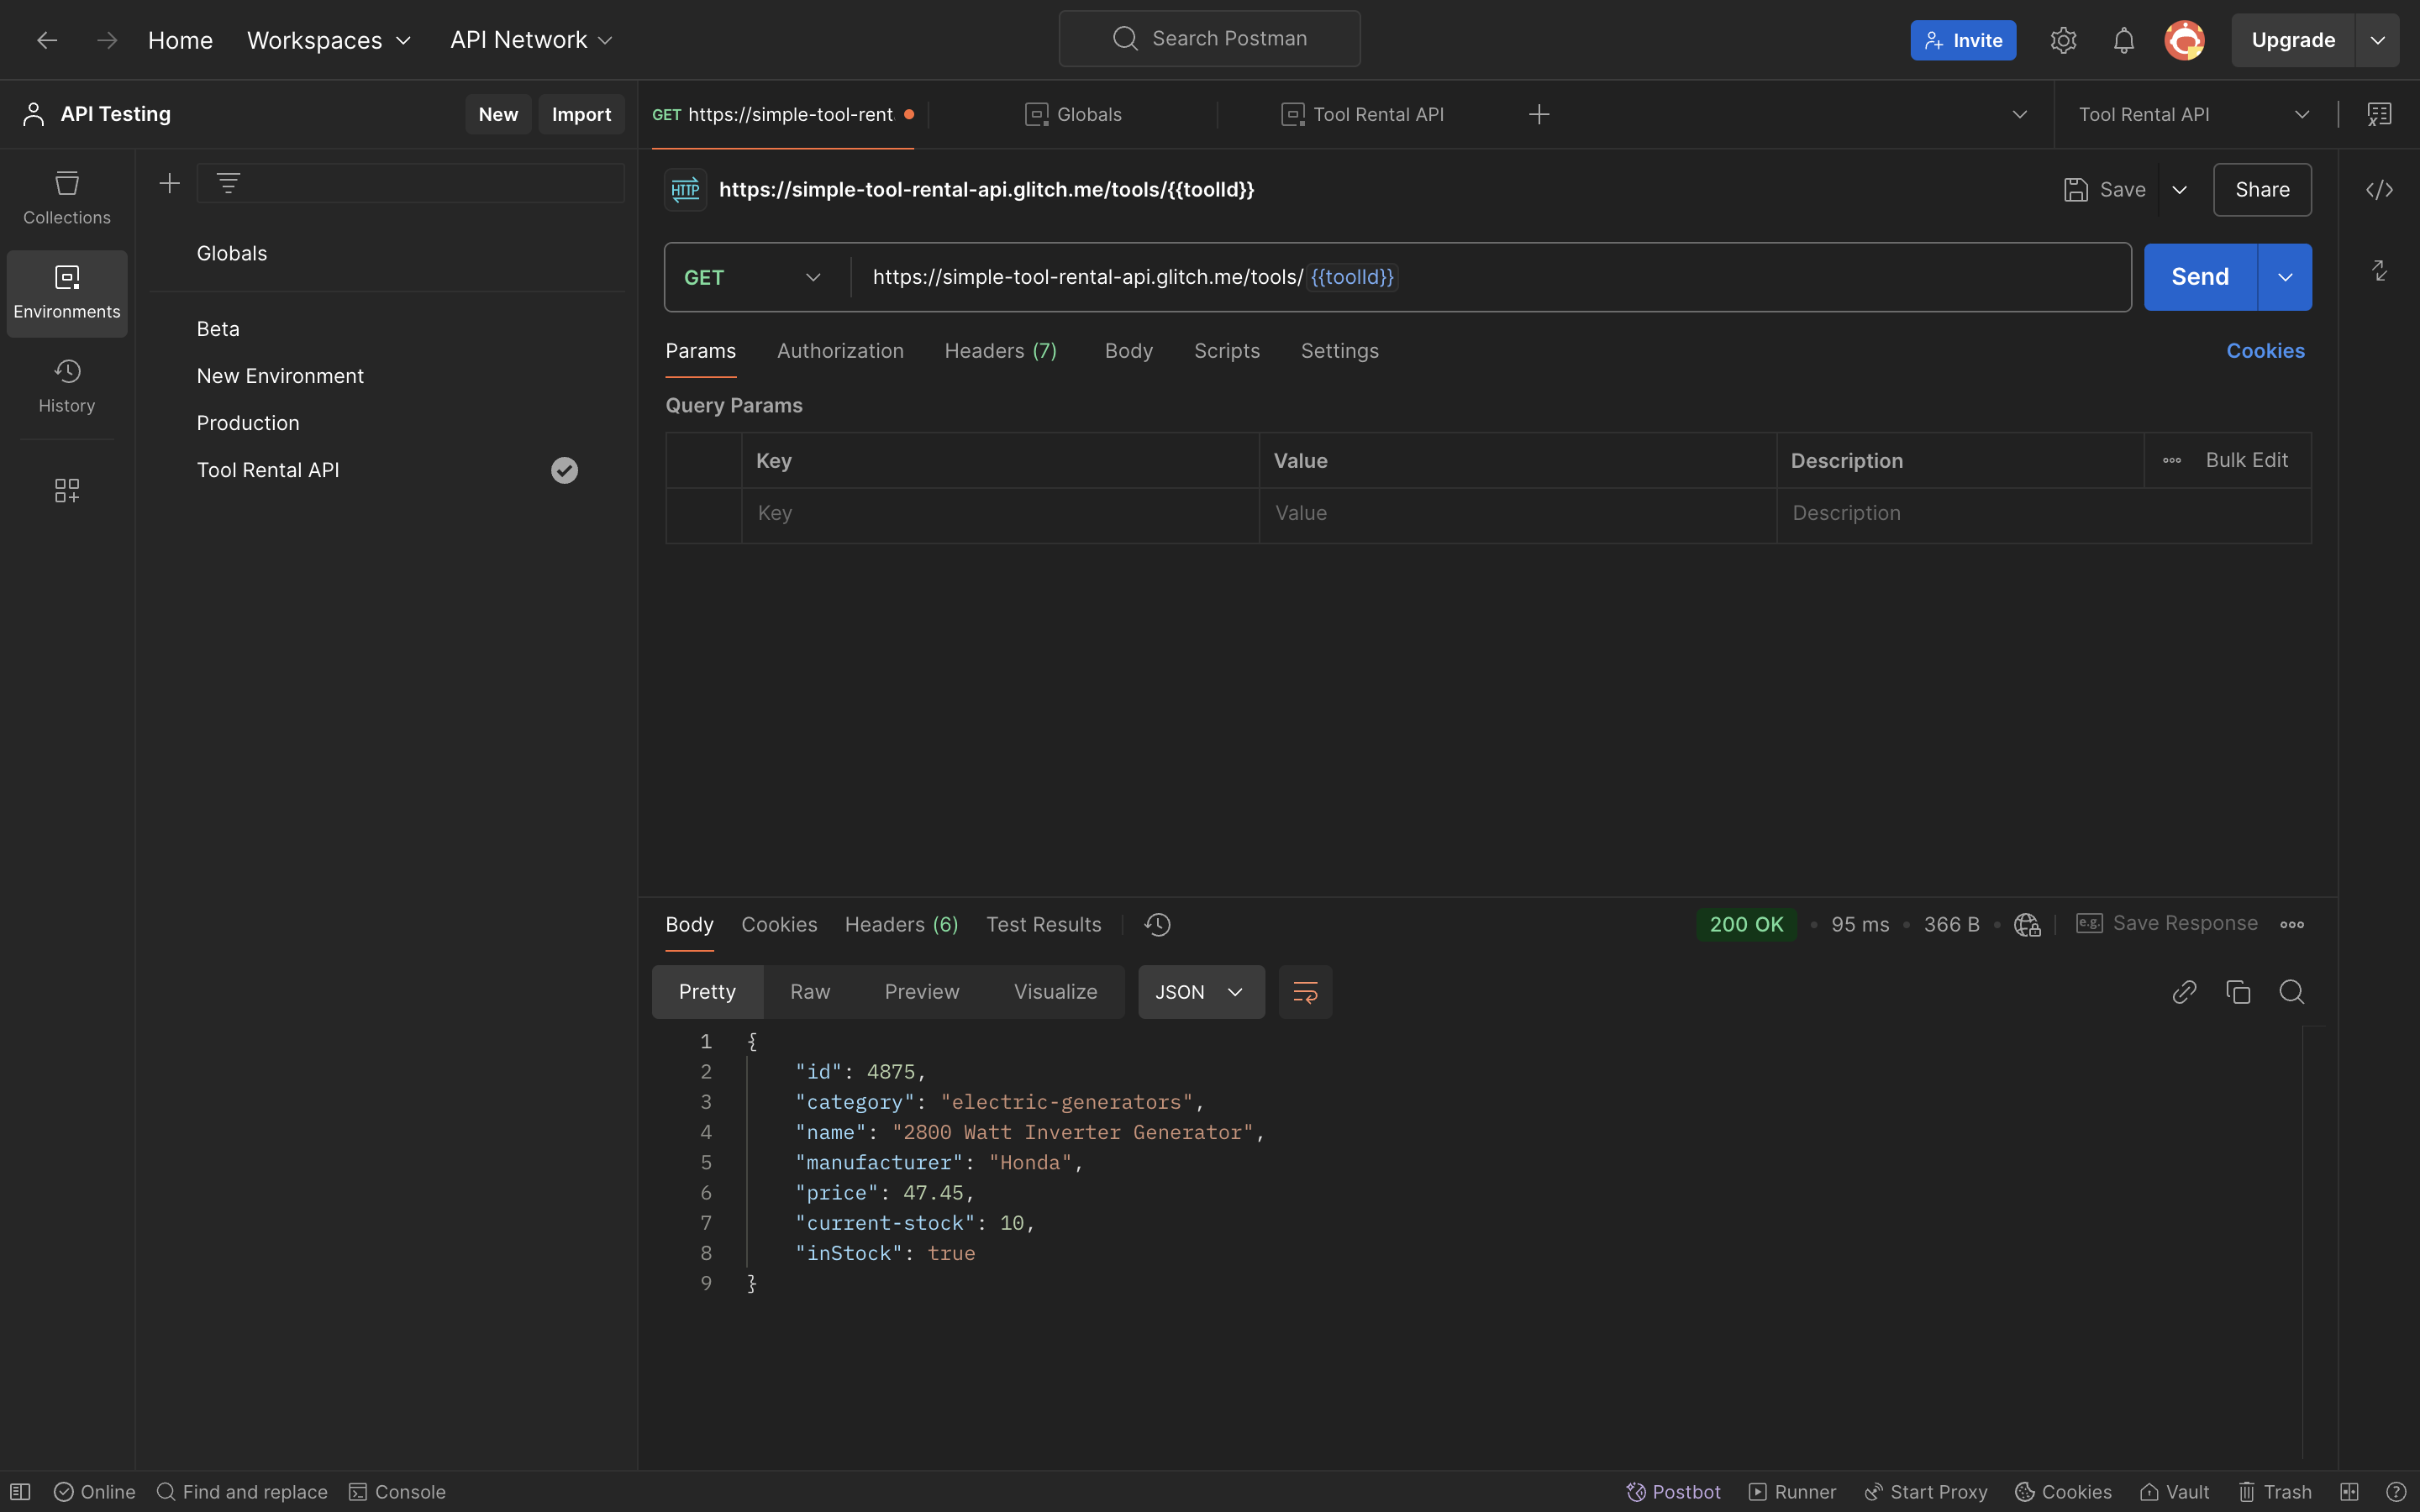 Home Workspaces API Network Search Postman Invite Upgrade
API Testing New Import GET https://simple-tool-rent Globals Tool Rental API Tool Rental API
Collections
Environments
History
Globals
Beta
New Environment
Production
Tool Rental API
HTTP https://simple-tool-rental-api.glitch.me/tools/{{toolId}} Save Share
GET https://simple-tool-rental-api.glitch.me/tools/{{toolId}} Send
Params Authorization Headers (7) Body Scripts Settings Cookies
Query Params
Key Value Description Bulk Edit
Key Value Description
Body Cookies Headers (6) Test Results 200 OK • 95 ms • 366 B • e.g. Save Response
Pretty Raw Preview Visualize JSON
1 {
2 "id": 4875,
3 "category": "electric-generators",
4 "name": "2800 Watt Inverter Generator",
5 "manufacturer": "Honda",
6 "price": 47.45,
7 "current-stock": 10,
8 "inStock": true
9 }
Online Find and replace Console Postbot Runner Start Proxy Cookies Vault Trash